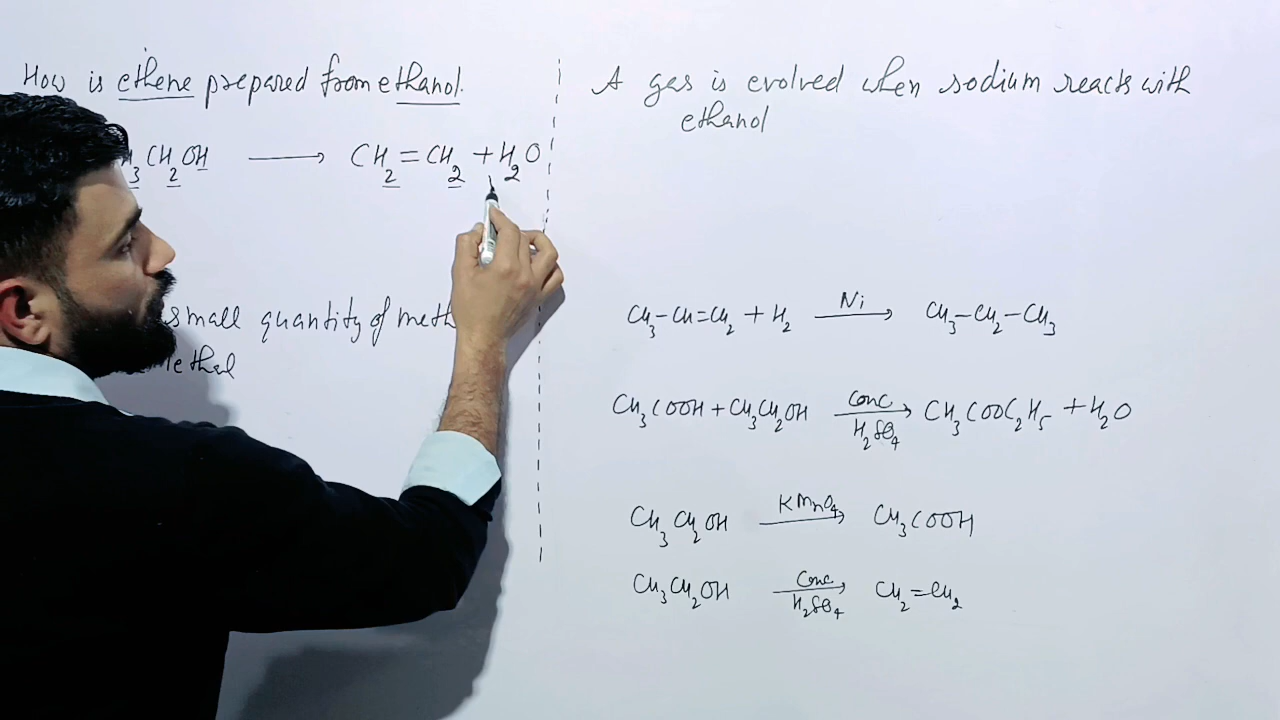 How is ethene prepared from ethanol.
3CH2OH ⟶ CH2=CH2 + H2O
small quantity of meth
ethal
A gas is evolved when sodium reacts with
ethanol
CH3-CH=CH2 + H2 Ni ⟶ CH3-CH2-CH3
CH3COOH + CH3CH2OH conc H2SO4 ⟶ CH3COOC2H5 + H2O
CH3CH2OH KMnO4 ⟶ CH3COOH
CH3CH2OH Conc H2SO4 ⟶ CH2=CH2